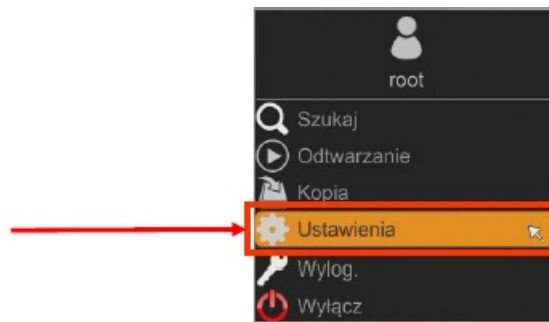 root
Szukaj
Odtwarzanie
Kopia
Ustawienia
Wylog.
Wyłącz